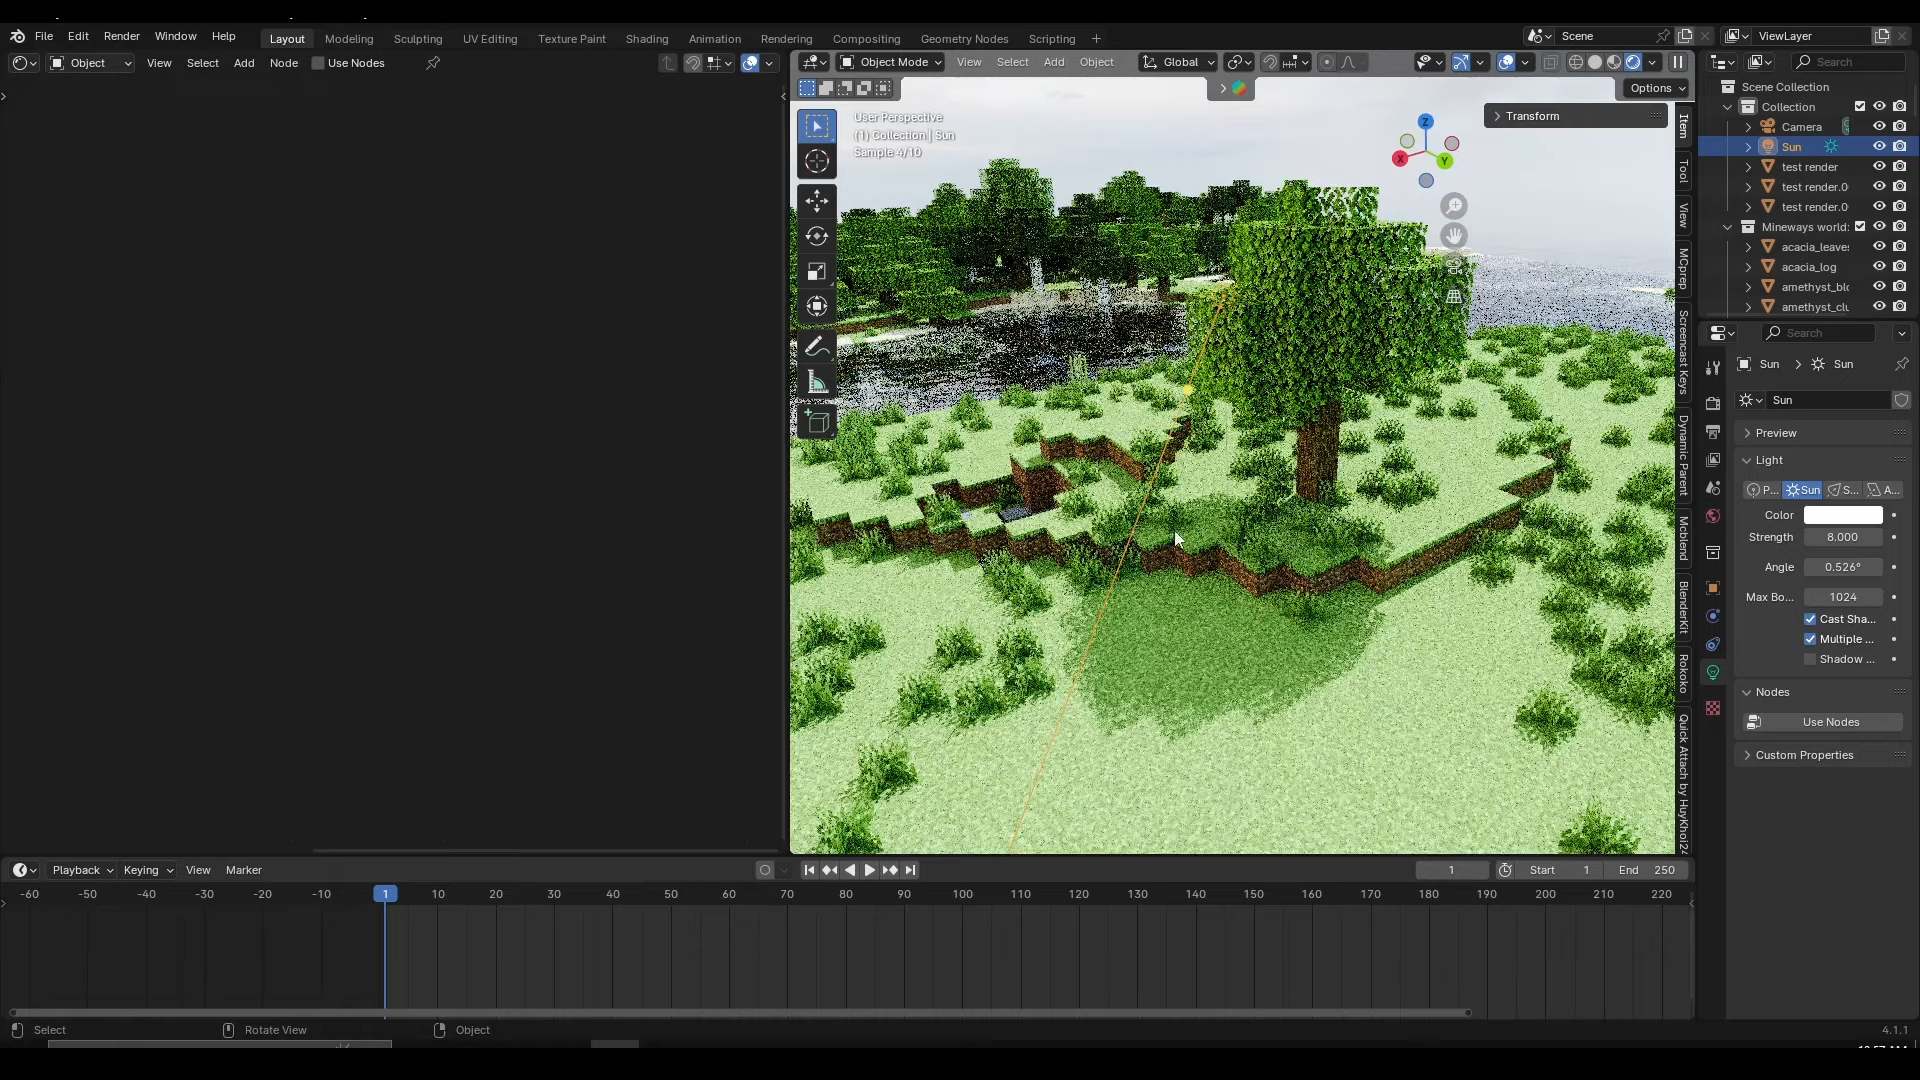 File Edit Render Window Help Layout Modeling Sculpting UV Editing Texture Paint Shading Animation Rendering Compositing Geometry Nodes Scripting + Scene ViewLayer
Object View Select Add Node Use Nodes
Object Mode View Select Add Object Global
Search
Options
User Perspective
(1) Collection | Sun
Sample 4/10
Transform
Z
X
Y
Item
Tool
View
MCprep
Screencast Keys
Dynamic Parent
Mcblend
BlenderKit
Rokoko
Quick Attach by HuyKhoi24
Scene Collection
Collection
Camera
Sun
test render
test render.0
test render.0
Mineways world:
acacia_leaves
acacia_log
amethyst_blo
amethyst_clu
Search
Sun > Sun
Sun
Preview
Light
P... Sun S... A...
Color
Strength 8.000
Angle 0.526°
Max Bo... 1024
Cast Sha...
Multiple ...
Shadow ...
Nodes
Use Nodes
Custom Properties
Playback Keying View Marker
1 Start 1 End 250
-60 -50 -40 -30 -20 -10 1 10 20 30 40 50 60 70 80 90 100 110 120 130 140 150 160 170 180 190 200 210 220
Select Rotate View Object
4.1.1